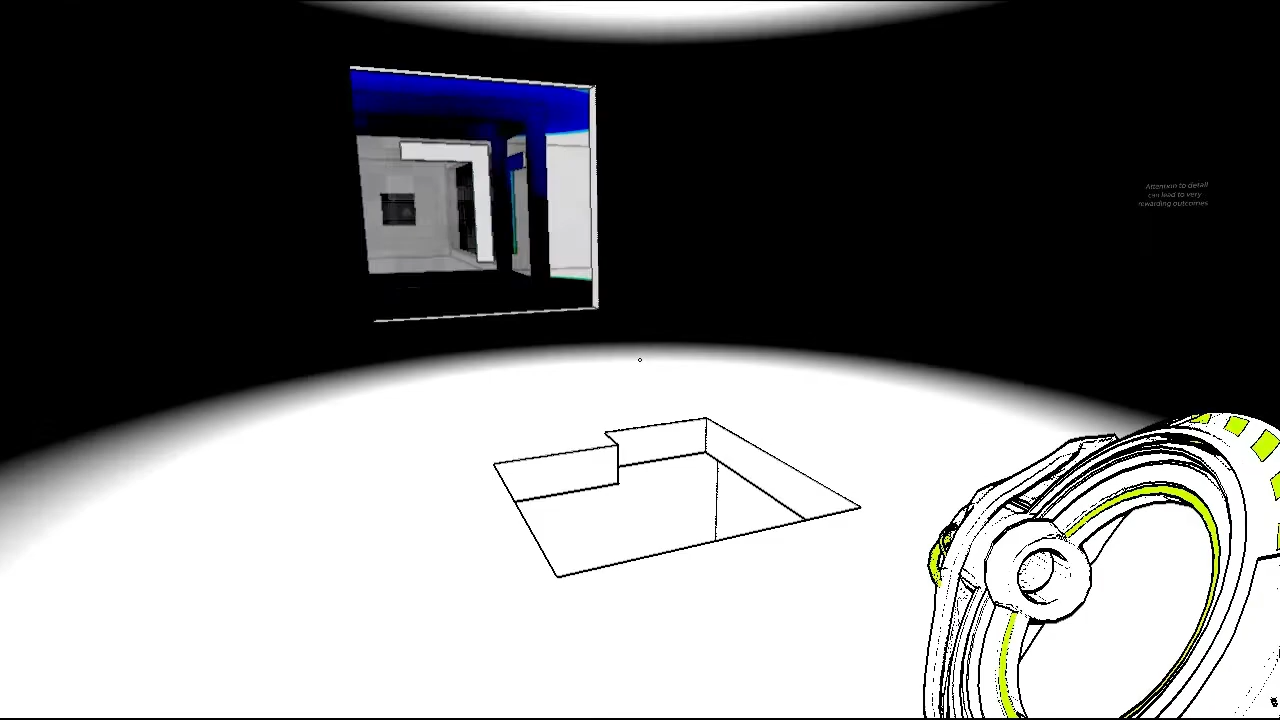 Attention to detail
can lead to very
rewarding outcomes